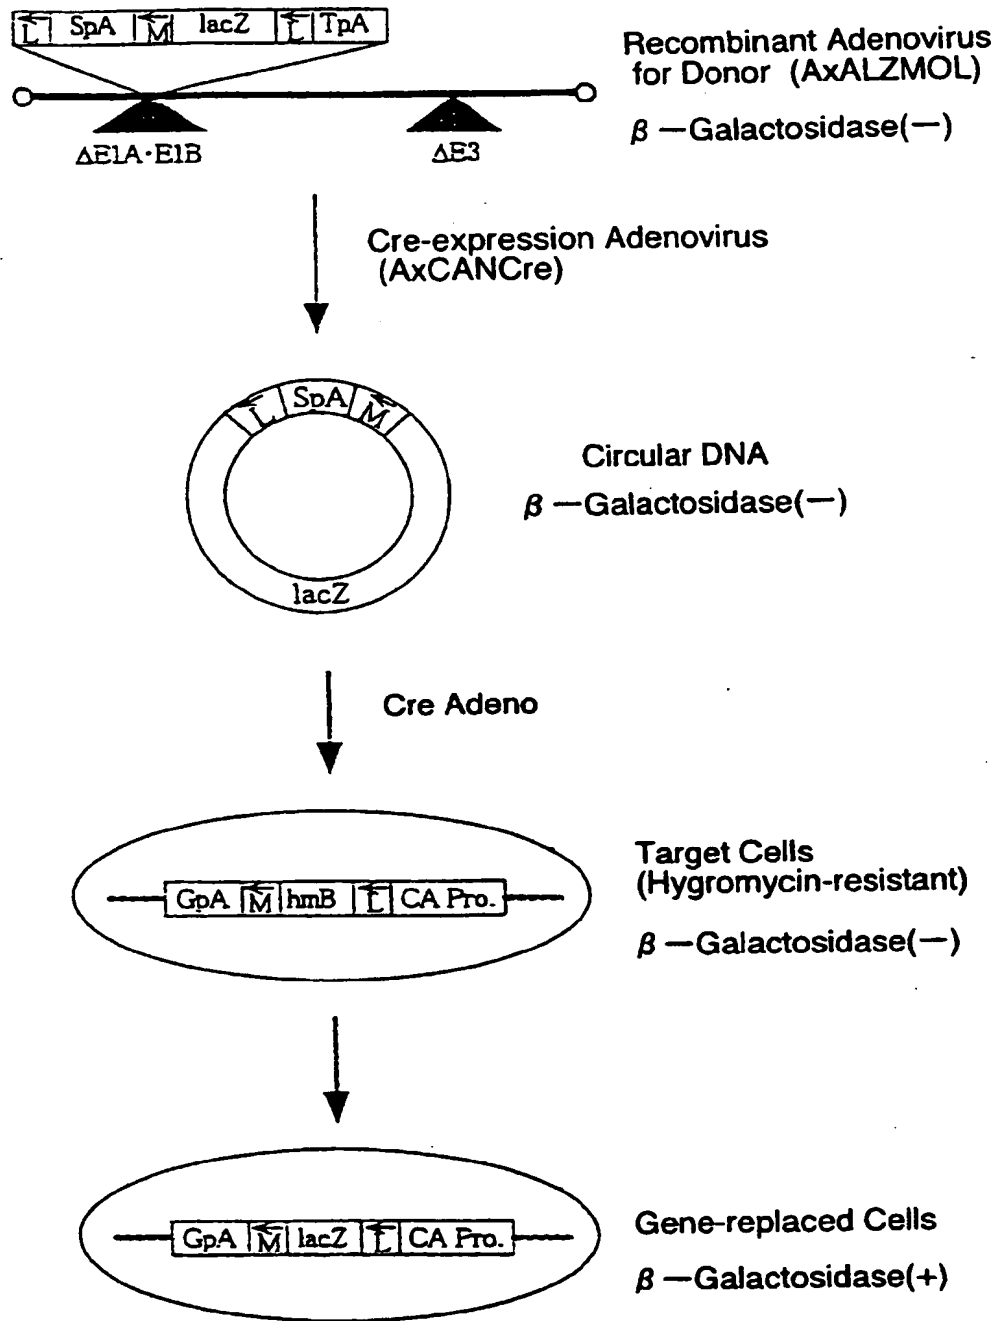 L SpA M lacZ L TpA
Recombinant Adenovirus
for Donor (AxALZMOL)
β -Galactosidase(-)
ΔE1A·E1B
ΔE3
Cre-expression Adenovirus
(AxCANCre)
L SpA M
lacZ
Circular DNA
β -Galactosidase(-)
Cre Adeno
GpA M hmB L CA Pro.
Target Cells
(Hygromycin-resistant)
β -Galactosidase(-)
GpA M lacZ L CA Pro.
Gene-replaced Cells
β -Galactosidase(+)